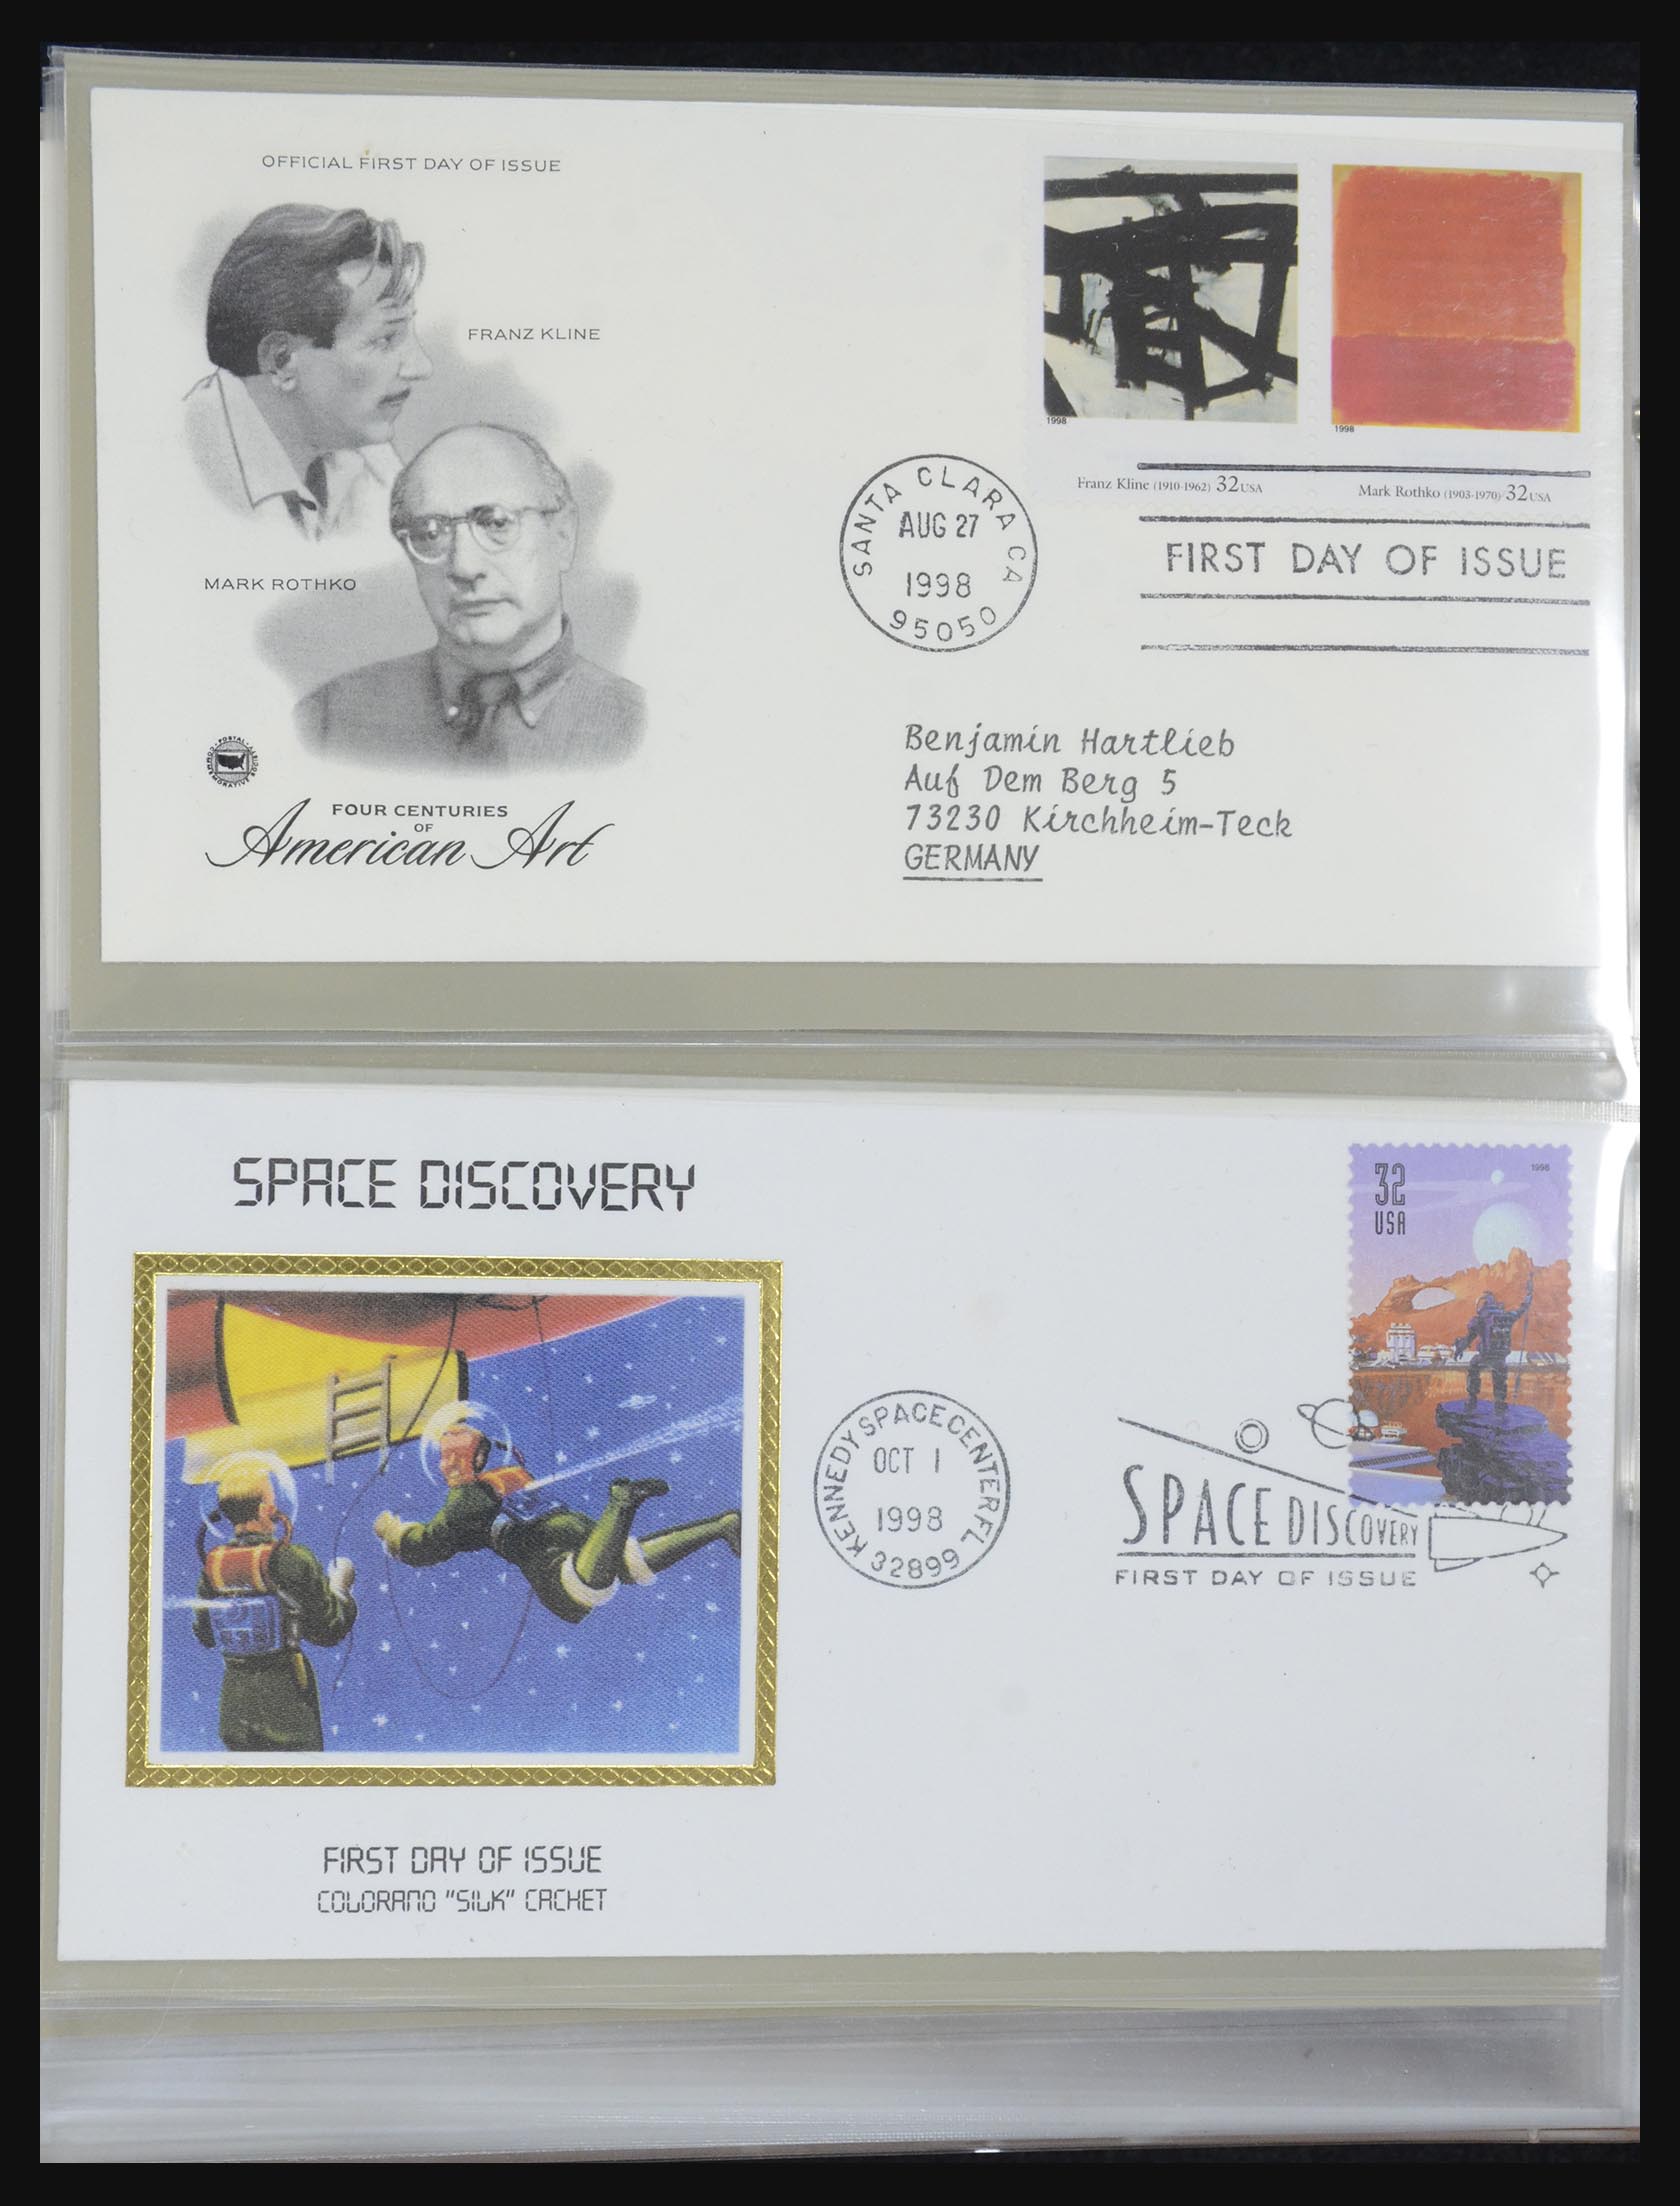 OFFICIAL FIRST DAY OF ISSUE
FRANZ KLINE
MARK ROTHKO
POSTAL
COMMEMORATIVE
SOCIETY
FOUR CENTURIES
OF
American Art
1998
1998
Franz Kline (1910-1962) 32USA
Mark Rothko (1903-1970) 32USA
SANTA CLARA CA
AUG 27
1998
95050
FIRST DAY OF ISSUE
Benjamin Hartlieb
Auf Dem Berg 5
73230 Kirchheim-Teck
GERMANY
SPACE DISCOVERY
32
USA
1998
KENNEDY SPACE CENTER FL
OCT 1
1998
32899
SPACE DISCOVERY
FIRST DAY OF ISSUE
FIRST DAY OF ISSUE
COLORANO "SILK" CACHET